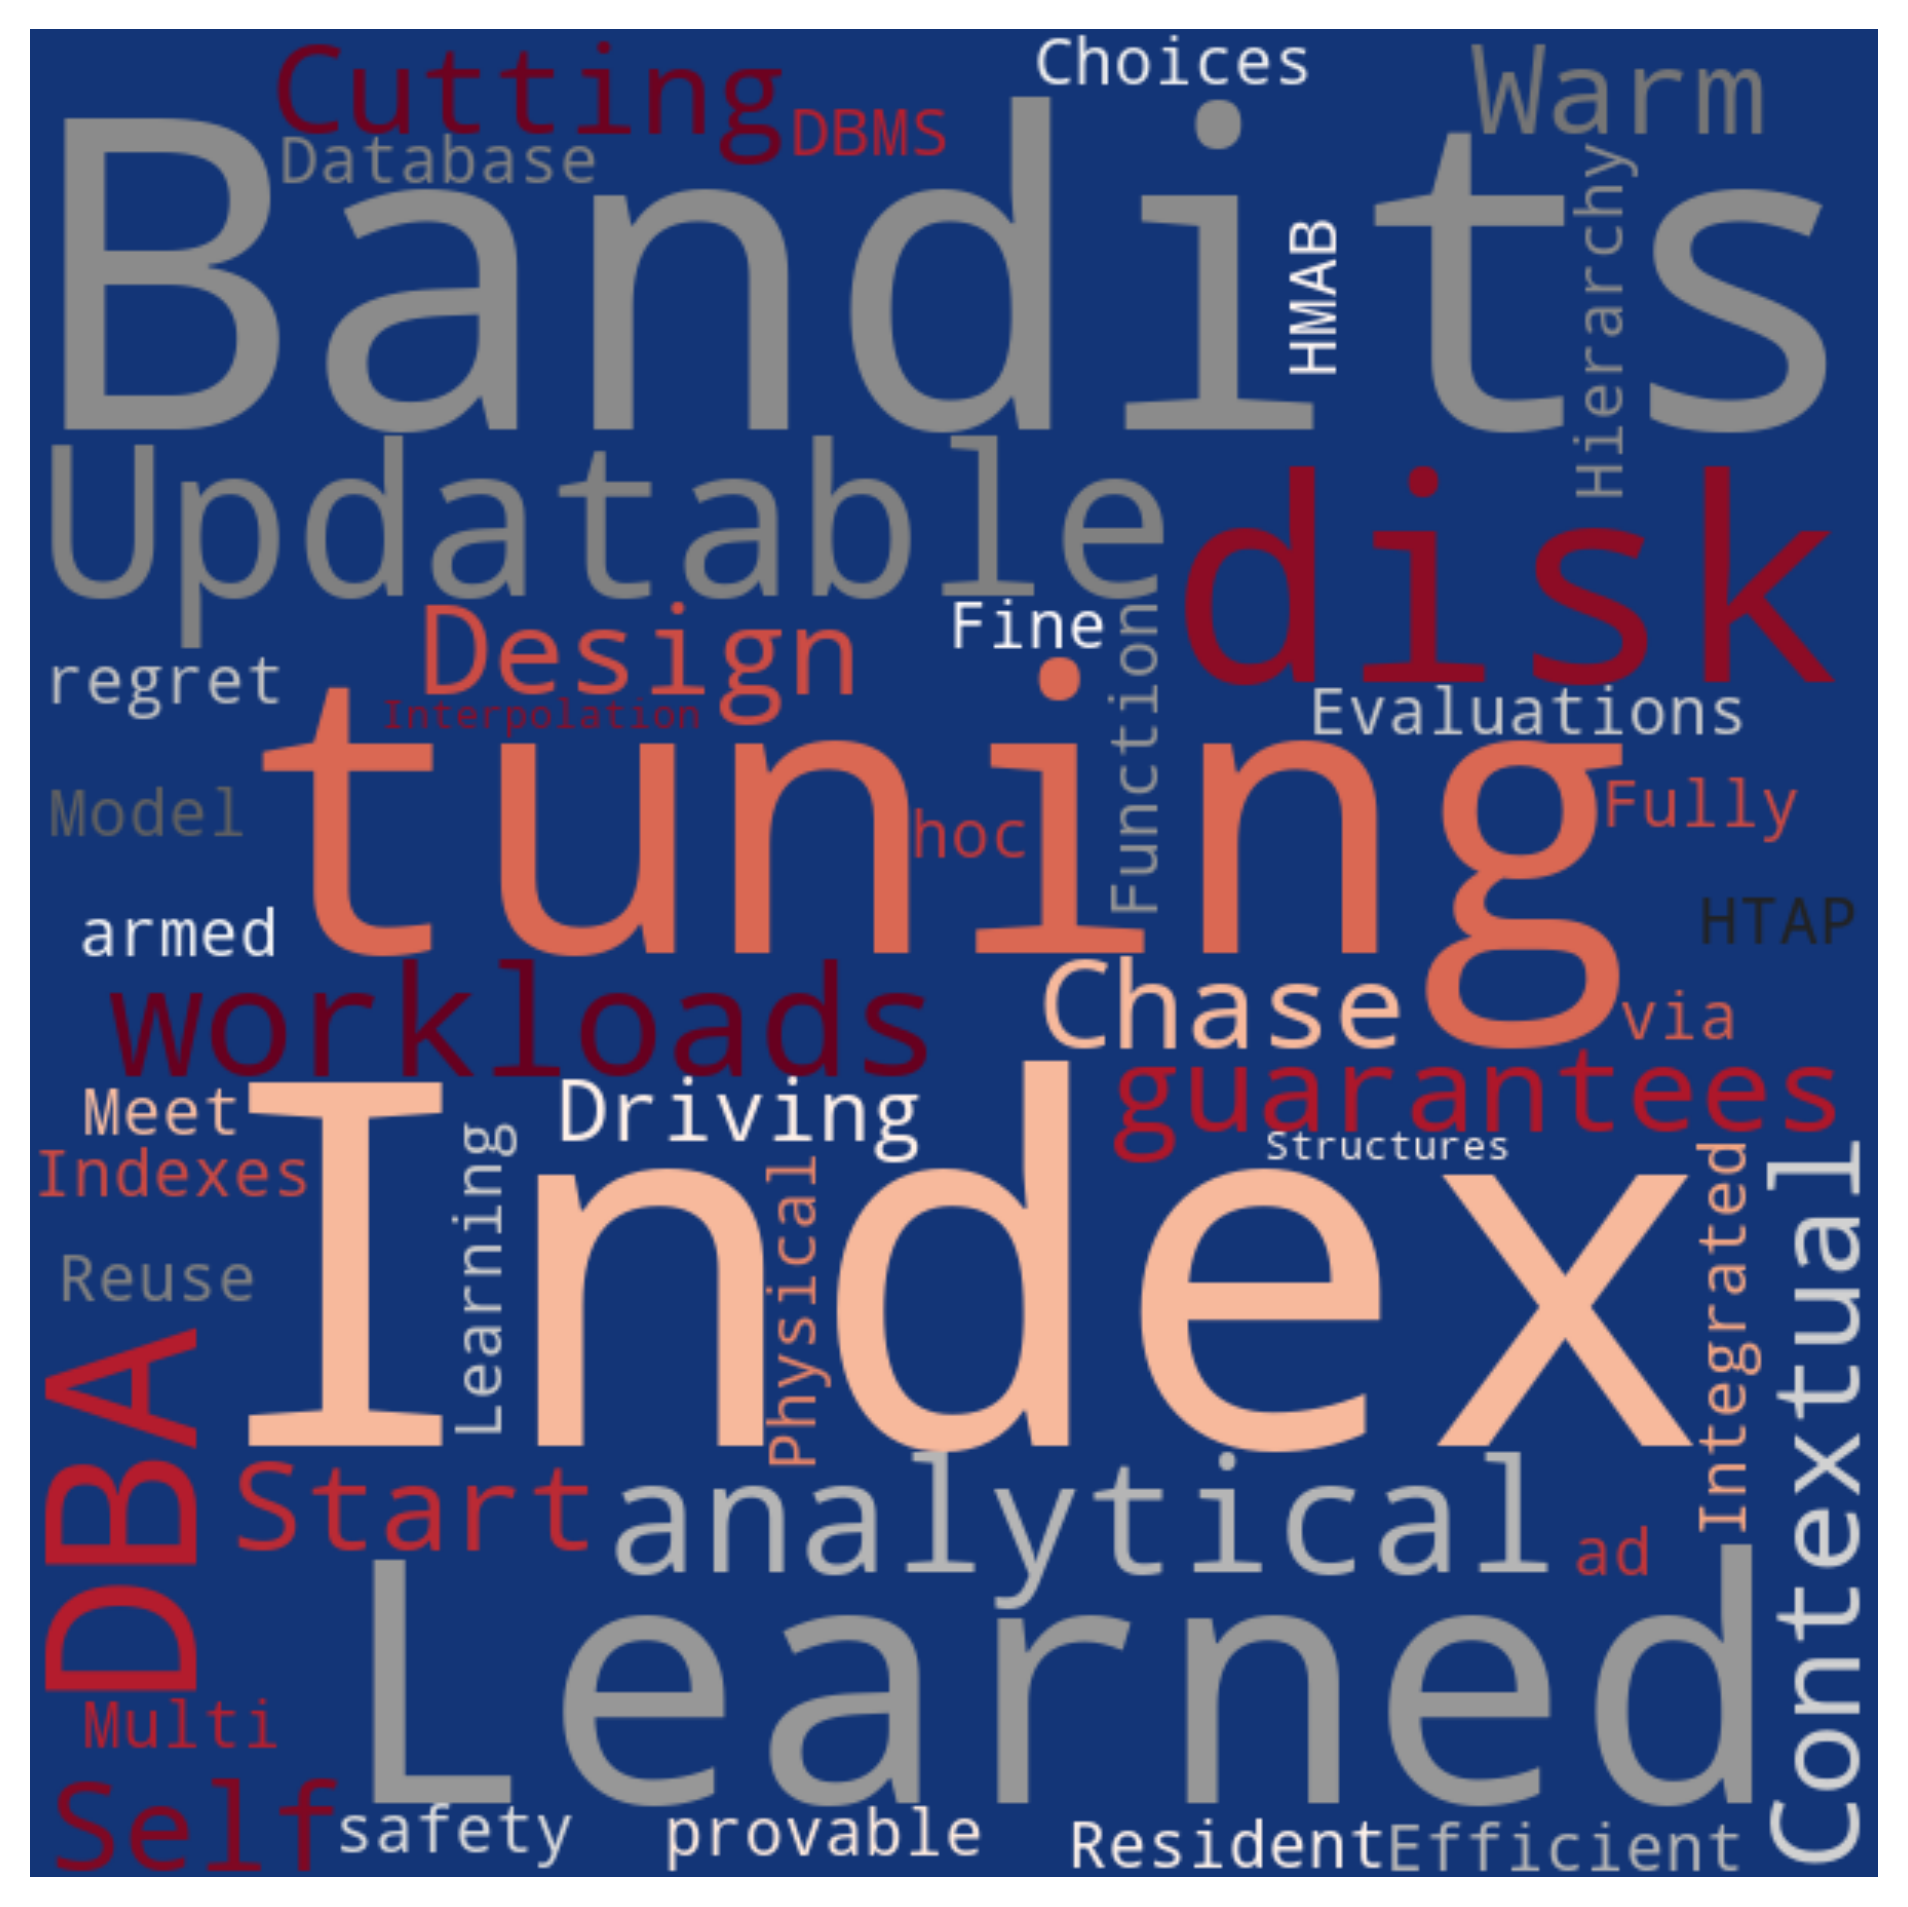 Cutting
Choices
Warm
DBMS
Database
Bandits
HMAB
Hierarchy
Updatable
disk
Design
Fine
Function
regret
Interpolation
Evaluations
tuning
Model
hoc
Fully
armed
HTAP
workloads
Chase
via
Meet
Driving
guarantees
Structures
Indexes
Learning
Physical
Index
Integrated
Contextual
Reuse
DBA
Start
analytical
ad
Learned
Multi
Self
safety
provable
Resident
Efficient